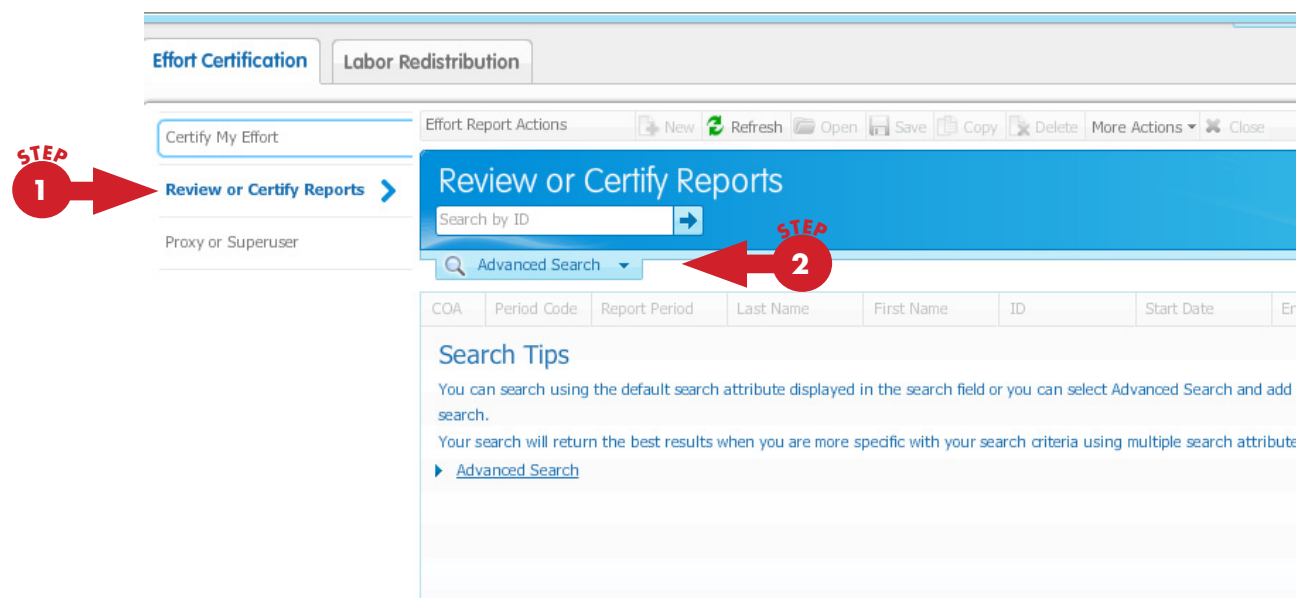 Effort Certification
Labor Redistribution
Certify My Effort
STEP
1
Review or Certify Reports
Proxy or Superuser
Effort Report Actions New Refresh Open Save Copy Delete More Actions Close
Review or Certify Reports
Search by ID
STEP
2
Advanced Search
COA Period Code Report Period Last Name First Name ID Start Date
Search Tips
You can search using the default search attribute displayed in the search field or you can select Advanced Search and add
search.
Your search will return the best results when you are more specific with your search criteria using multiple search attribute
Advanced Search